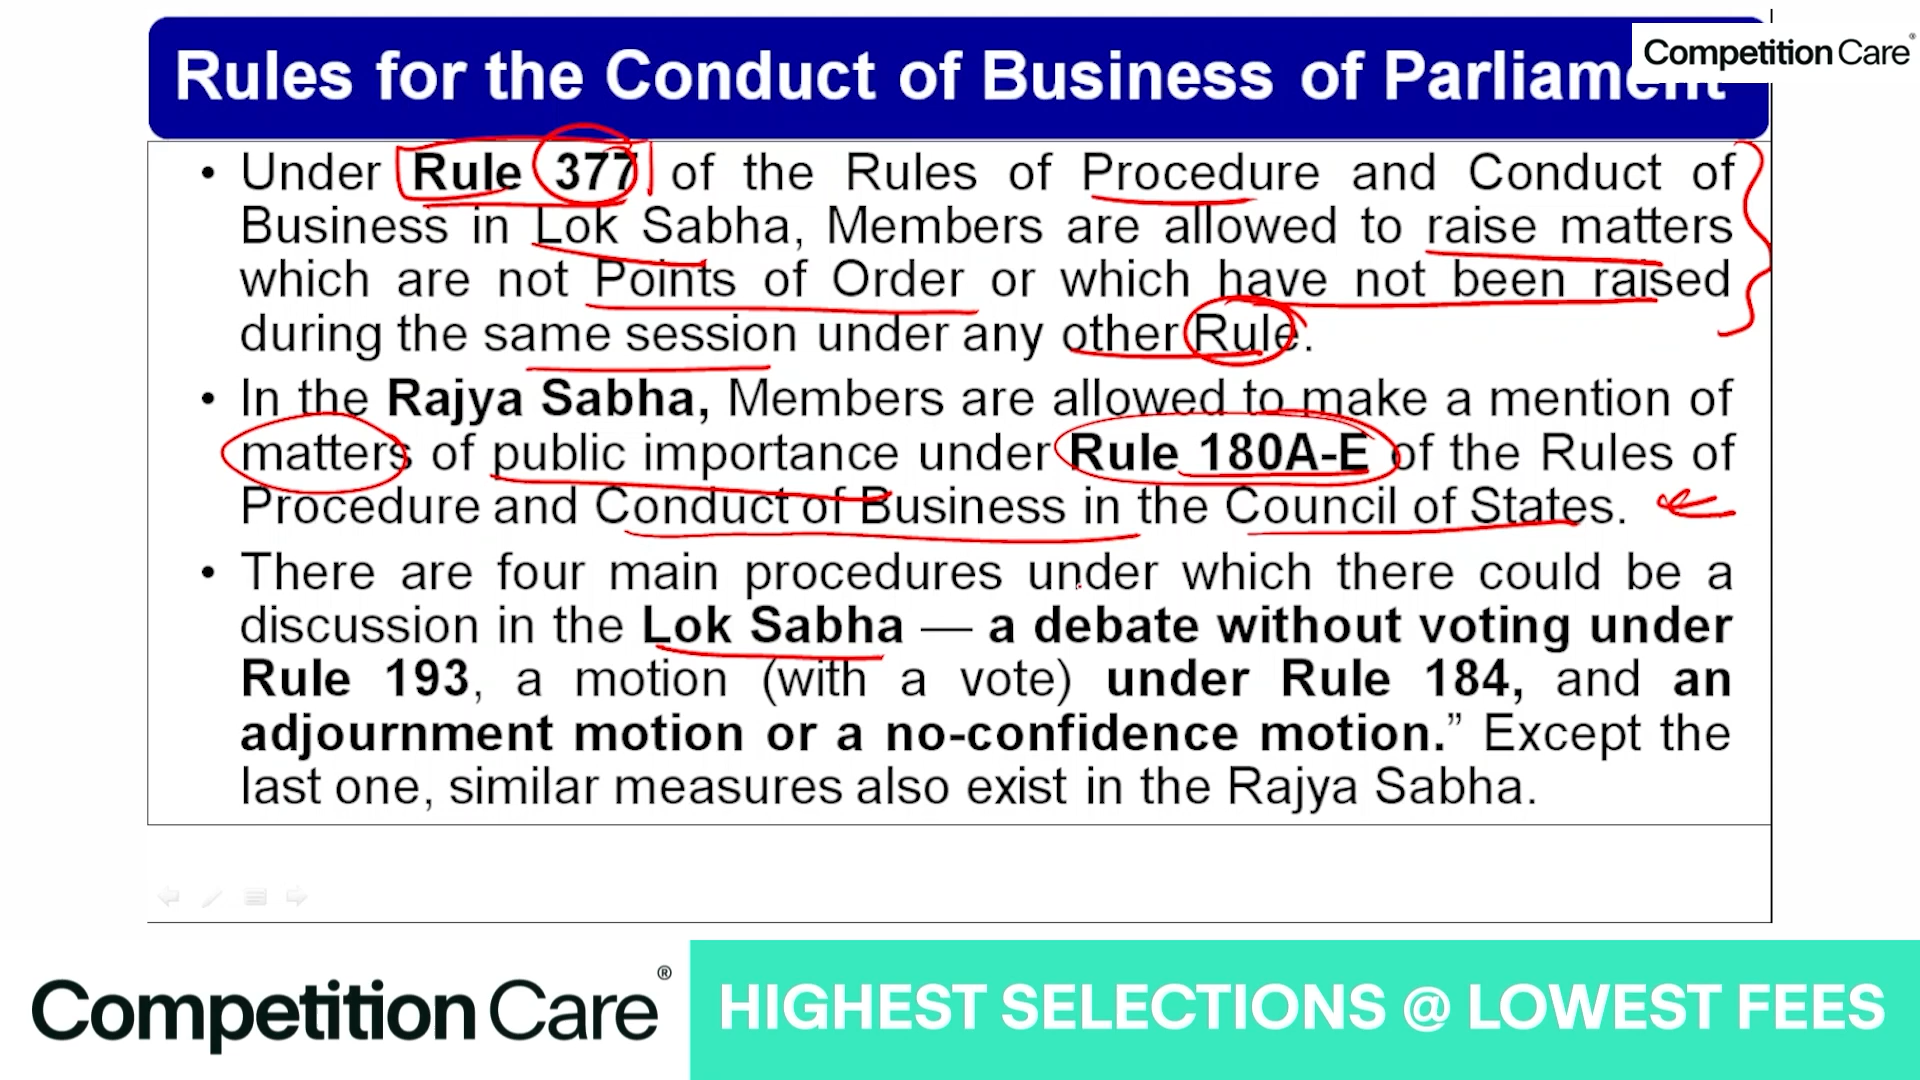 Rules for the Conduct of Business of Parliament
Competition Care®
• Under Rule 377 of the Rules of Procedure and Conduct of
Business in Lok Sabha, Members are allowed to raise matters
which are not Points of Order or which have not been raised
during the same session under any other Rule.
• In the Rajya Sabha, Members are allowed to make a mention of
matters of public importance under Rule 180A-E of the Rules of
Procedure and Conduct of Business in the Council of States.
• There are four main procedures under which there could be a
discussion in the Lok Sabha — a debate without voting under
Rule 193, a motion (with a vote) under Rule 184, and an
adjournment motion or a no-confidence motion.” Except the
last one, similar measures also exist in the Rajya Sabha.
Competition Care®
HIGHEST SELECTIONS @ LOWEST FEES